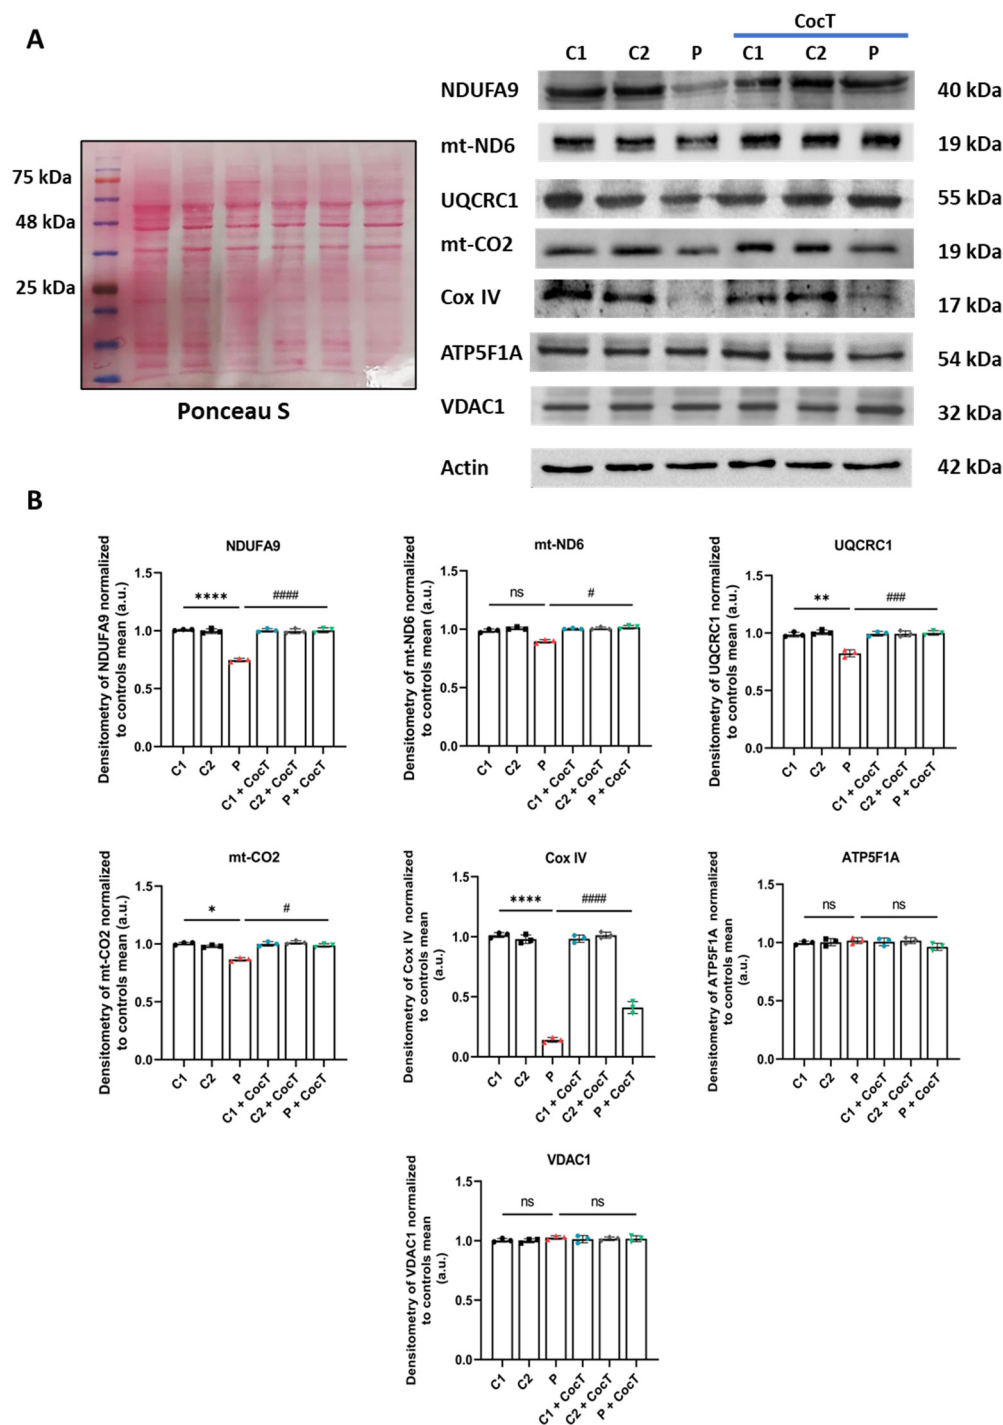 A
CocT
C1 C2 P C1 C2 P
NDUFA9 40 kDa
mt-ND6 19 kDa
UQCRC1 55 kDa
mt-CO2 19 kDa
Cox IV 17 kDa
ATP5F1A 54 kDa
VDAC1 32 kDa
Actin 42 kDa
75 kDa
48 kDa
25 kDa
Ponceau S
B
NDUFA9
Densitometry of NDUFA9 normalized
to controls mean (a.u.)
1.5
1.0
0.5
0.0
**** ####
C1 C2 P C1 + CocT C2 + CocT P + CocT
mt-ND6
Densitometry of mt-ND6 normalized
to controls mean (a.u.)
1.5
1.0
0.5
0.0
ns #
C1 C2 P C1 + CocT C2 + CocT P + CocT
UQCRC1
Densitometry of UQCRC1 normalized
to controls mean (a.u.)
1.5
1.0
0.5
0.0
** ###
C1 C2 P C1 + CocT C2 + CocT P + CocT
mt-CO2
Densitometry of mt-CO2 normalized
to controls mean (a.u.)
1.5
1.0
0.5
0.0
* #
C1 C2 P C1 + CocT C2 + CocT P + CocT
Cox IV
Densitometry of Cox IV normalized
to controls mean
(a.u.)
1.5
1.0
0.5
0.0
**** ####
C1 C2 P C1 + CocT C2 + CocT P + CocT
ATP5F1A
Densitometry of ATP5F1A normalized
to controls mean
(a.u.)
1.5
1.0
0.5
0.0
ns ns
C1 C2 P C1 + CocT C2 + CocT P + CocT
VDAC1
Densitometry of VDAC1 normalized
to controls mean
(a.u.)
1.5
1.0
0.5
0.0
ns ns
C1 C2 P C1 + CocT C2 + CocT P + CocT